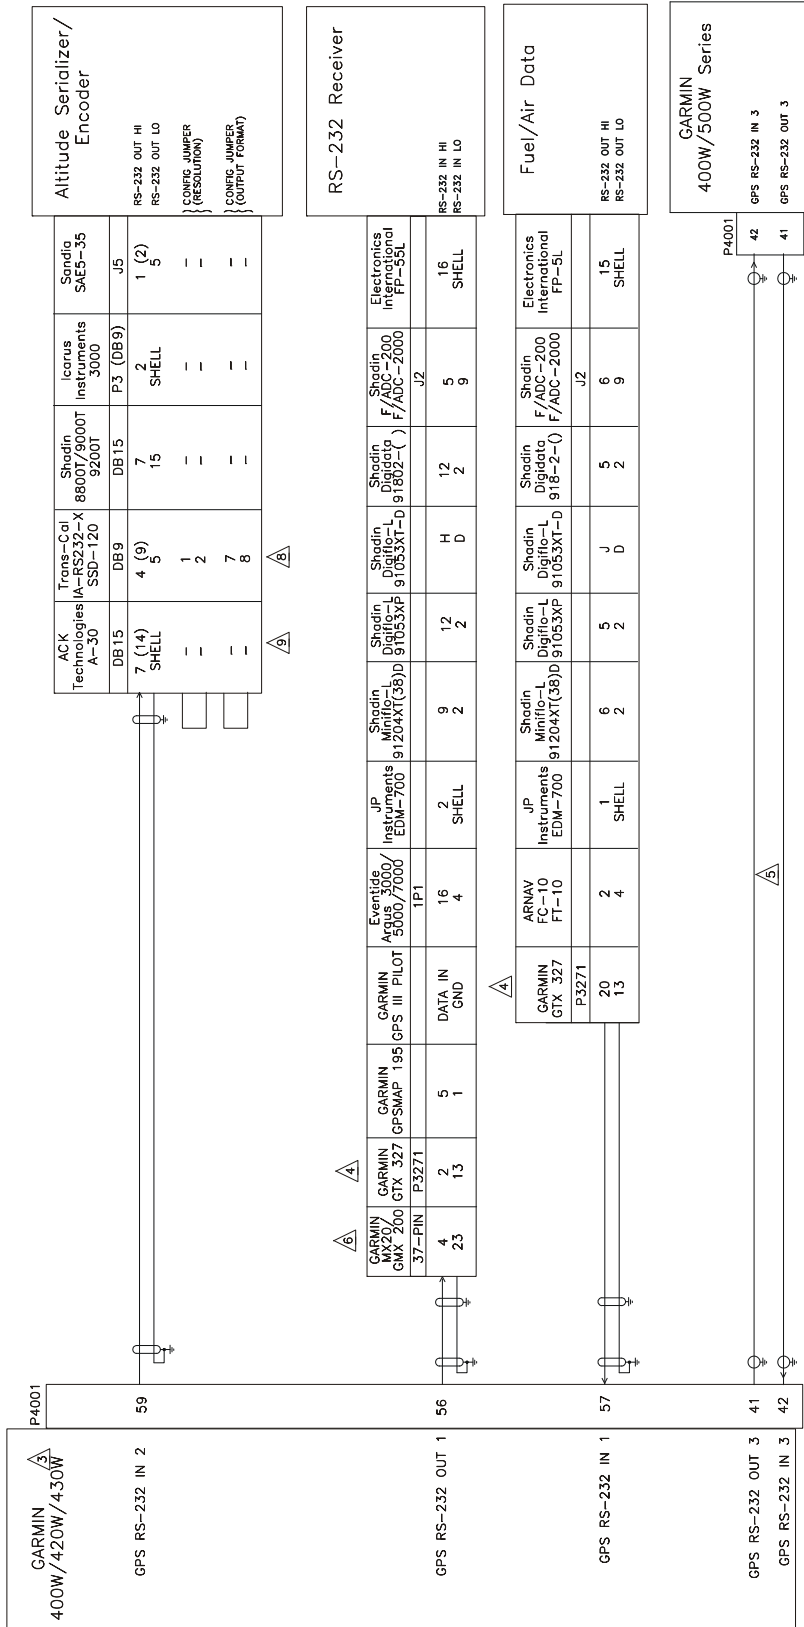 GARMIN
400W/420W/430W
3
P4001
GPS RS-232 IN 2
59
GPS RS-232 OUT 1
56
GPS RS-232 IN 1
57
GPS RS-232 OUT 3
41
GPS RS-232 IN 3
42
ACK
Technologies
A-30
DB15
7 (14)
SHELL
-
-
-
-
9
Trans-Cal
IA-RS232-X
SSD-120
DB9
4 (9)
5
1
2
7
8
8
Shadin
8800T/9000T
9200T
DB15
7
15
-
-
-
-
Icarus
Instruments
3000
P3 (DB9)
2
SHELL
-
-
-
-
Sandia
SAE5-35
J5
1 (2)
5
-
-
-
-
Altitude Serializer/
Encoder
RS-232 OUT HI
RS-232 OUT LO
CONFIG JUMPER
(RESOLUTION)
CONFIG JUMPER
(OUTPUT FORMAT)
6
GARMIN
MX20/
GMX 200
37-PIN
4
23
4
GARMIN
GTX 327
P3271
2
13
GARMIN
GPSMAP 195
5
1
GARMIN
GPS III PILOT
DATA IN
GND
Eventide
Argus 3000/
5000/7000
1P1
16
4
JP
Instruments
EDM-700
2
SHELL
Shadin
Miniflo-L
91204XT(38)D
9
2
Shadin
Digiflo-L
91053XP
12
2
Shadin
Digiflo-L
91053XT-D
H
D
Shadin
Digidata
91802-( )
12
2
Shadin
F/ADC-200
F/ADC-2000
J2
5
9
Electronics
International
FP-55L
16
SHELL
RS-232 Receiver
RS-232 IN HI
RS-232 IN LO
4
GARMIN
GTX 327
P3271
20
13
ARNAV
FC-10
FT-10
2
4
JP
Instruments
EDM-700
1
SHELL
Shadin
Miniflo-L
91204XT(38)D
6
2
Shadin
Digiflo-L
91053XP
5
2
Shadin
Digiflo-L
91053XT-D
J
D
Shadin
Digidata
918-2-()
5
2
Shadin
F/ADC-200
F/ADC-2000
J2
6
9
Electronics
International
FP-5L
15
SHELL
Fuel/Air Data
RS-232 OUT HI
RS-232 OUT LO
5
P4001
42
41
GARMIN
400W/500W Series
GPS RS-232 IN 3
GPS RS-232 OUT 3